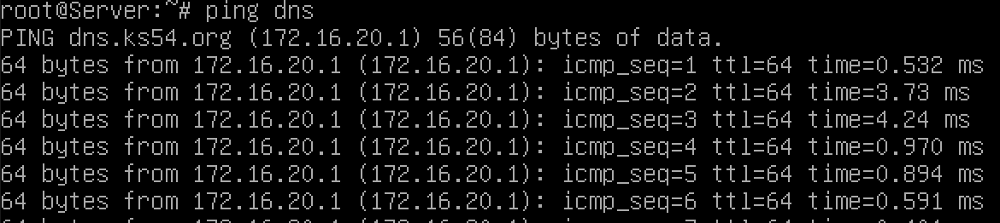 root@Server:~# ping dns
PING dns.ks54.org (172.16.20.1) 56(84) bytes of data.
64 bytes from 172.16.20.1 (172.16.20.1): icmp_seq=1 ttl=64 time=0.532 ms
64 bytes from 172.16.20.1 (172.16.20.1): icmp_seq=2 ttl=64 time=3.73 ms
64 bytes from 172.16.20.1 (172.16.20.1): icmp_seq=3 ttl=64 time=4.24 ms
64 bytes from 172.16.20.1 (172.16.20.1): icmp_seq=4 ttl=64 time=0.970 ms
64 bytes from 172.16.20.1 (172.16.20.1): icmp_seq=5 ttl=64 time=0.894 ms
64 bytes from 172.16.20.1 (172.16.20.1): icmp_seq=6 ttl=64 time=0.591 ms